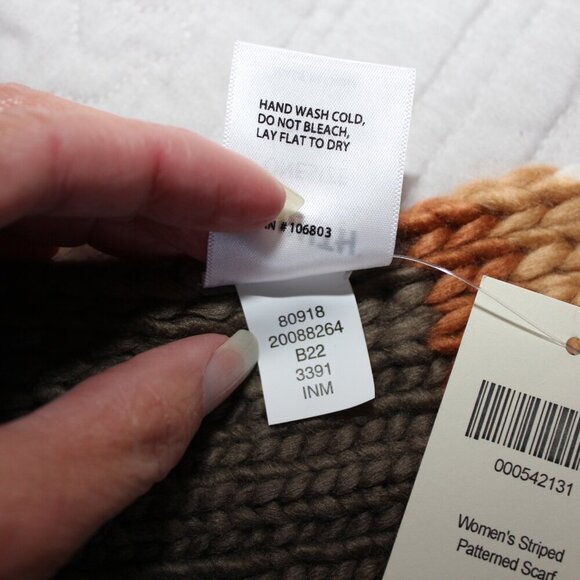 HAND WASH COLD,
DO NOT BLEACH,
LAY FLAT TO DRY
#106803
80918
20088264
B22
3391
INM
000542131
Women's Striped
Patterned Scarf